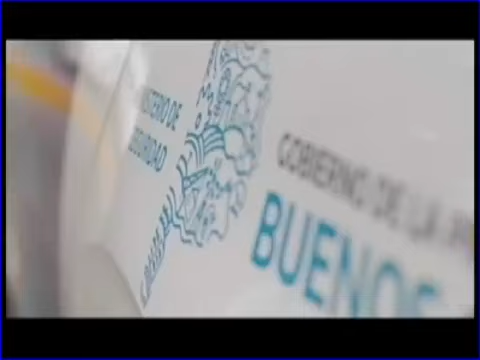 MINISTERIO DE
SEGURIDAD
GOBIERNO DE LA
BUENOS